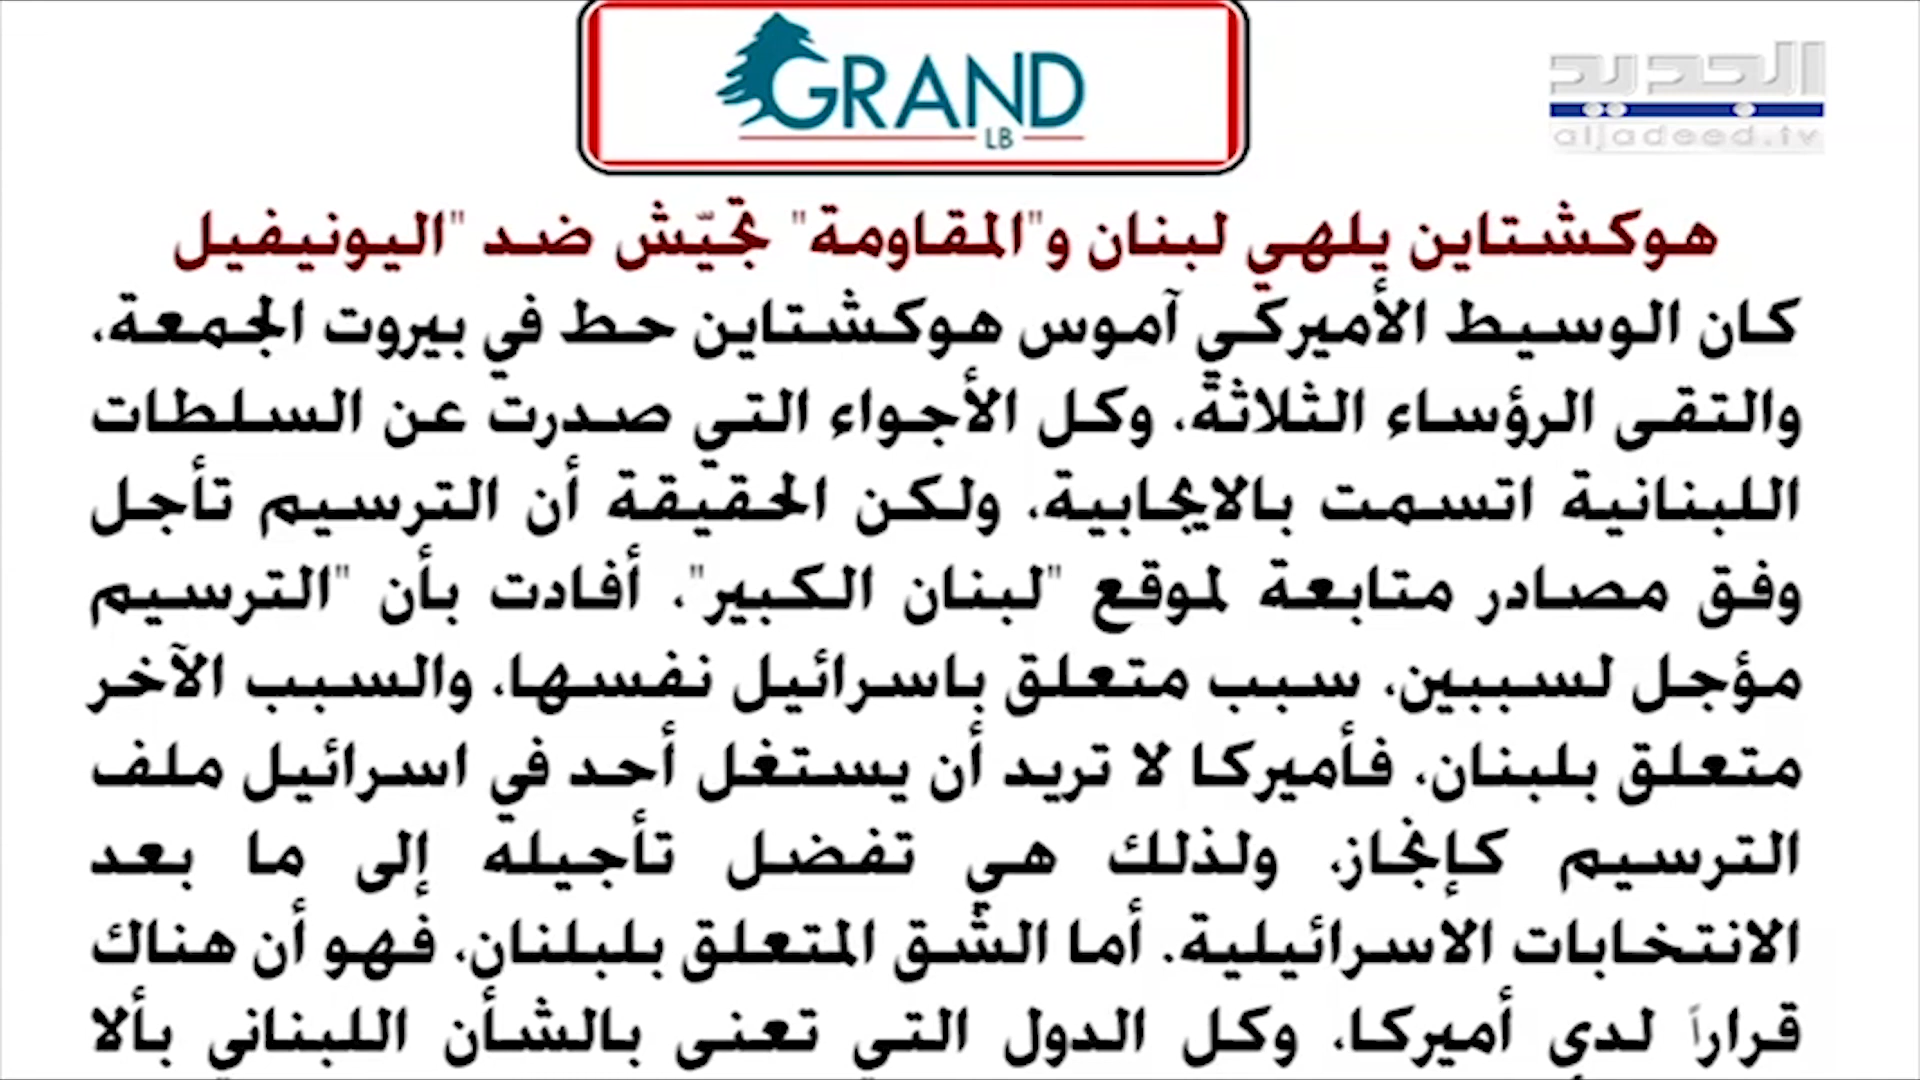 GRAND
LB
الجديد
aljadeed.tv
هوكشتاين يلهي لبنان و"المقاومة" تجيّش ضد "اليونيفيل
كان الوسيط الأميركي آموس هوكشتاين حط في بيروت الجمعة،
والتقى الرؤساء الثلاثة، وكل الأجواء التي صدرت عن السلطات
اللبنانية اتسمت بالايجابية، ولكن الحقيقة أن الترسيم تأجل
وفق مصادر متابعة لموقع "لبنان الكبير"، أفادت بأن "الترسيم
مؤجل لسببين، سبب متعلق باسرائيل نفسها، والسبب الآخر
متعلق بلبنان، فأميركا لا تريد أن يستغل أحد في اسرائيل ملف
الترسيم كإنجاز، ولذلك هي تفضل تأجيله إلى ما بعد
الانتخابات الاسرائيلية. أما الشق المتعلق بلبلنان، فهو أن هناك
قراراً لدى أميركا، وكل الدول التي تعنى بالشأن اللبناني بألا